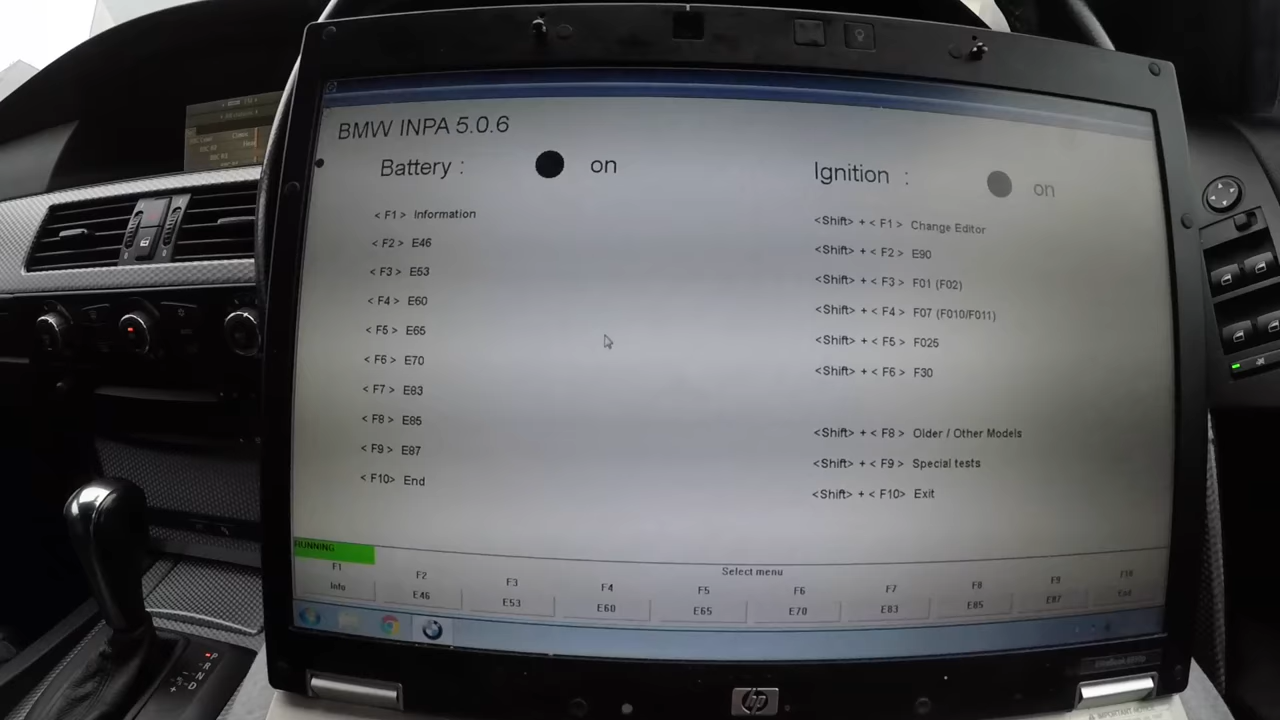 BMW INPA 5.0.6
Battery : on
Ignition : on
< F1 > Information
< F2 > E46
< F3 > E53
< F4 > E60
< F5 > E65
< F6 > E70
< F7 > E83
< F8 > E85
< F9 > E87
< F10> End
<Shift> + < F1 > Change Editor
<Shift> + < F2 > E90
<Shift> + < F3 > F01 (F02)
<Shift> + < F4 > F07 (F010/F011)
<Shift> + < F5 > F025
<Shift> + < F6 > F30
<Shift> + < F8 > Older / Other Models
<Shift> + < F9 > Special tests
<Shift> + < F10> Exit
RUNNING
Select menu
F1 F2 F3 F4 F5 F6 F7 F8 F9 F10
Info E46 E53 E60 E65 E70 E83 E85 E87 End
hp
P
R
N
D
+
-